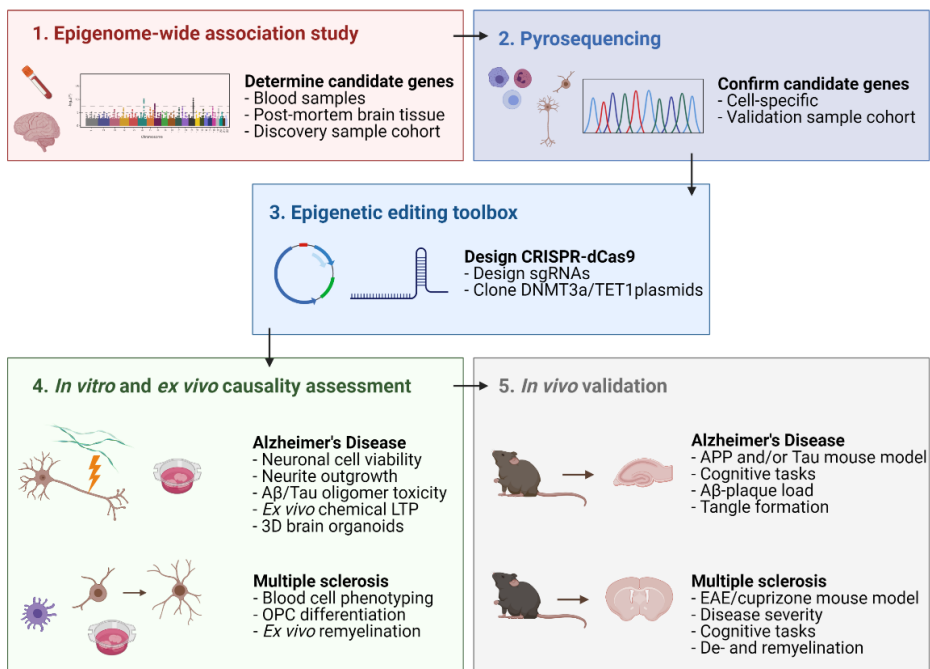 1. Epigenome-wide association study
Determine candidate genes
- Blood samples
- Post-mortem brain tissue
- Discovery sample cohort
chromosome
2. Pyrosequencing
Confirm candidate genes
- Cell-specific
- Validation sample cohort
3. Epigenetic editing toolbox
Design CRISPR-dCas9
- Design sgRNAs
- Clone DNMT3a/TET1plasmids
4. In vitro and ex vivo causality assessment
Alzheimer's Disease
- Neuronal cell viability
- Neurite outgrowth
- Aβ/Tau oligomer toxicity
- Ex vivo chemical LTP
- 3D brain organoids
Multiple sclerosis
- Blood cell phenotyping
- OPC differentiation
- Ex vivo remyelination
5. In vivo validation
Alzheimer's Disease
- APP and/or Tau mouse model
- Cognitive tasks
- Aβ-plaque load
- Tangle formation
Multiple sclerosis
- EAE/cuprizone mouse model
- Disease severity
- Cognitive tasks
- De- and remyelination